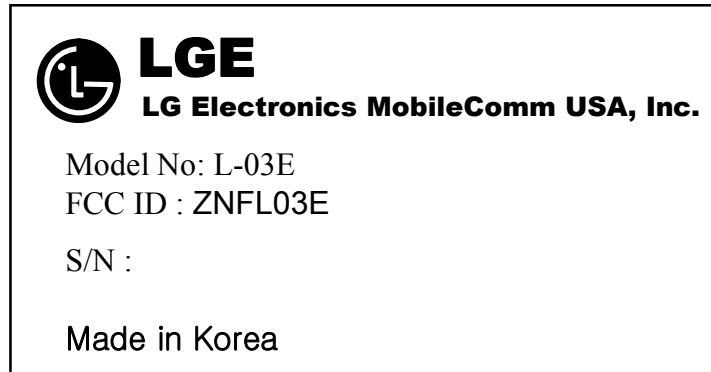 LGE
LG Electronics MobileComm USA, Inc.
Model No: L-03E
FCC ID : ZNFL03E
S/N :
Made in Korea